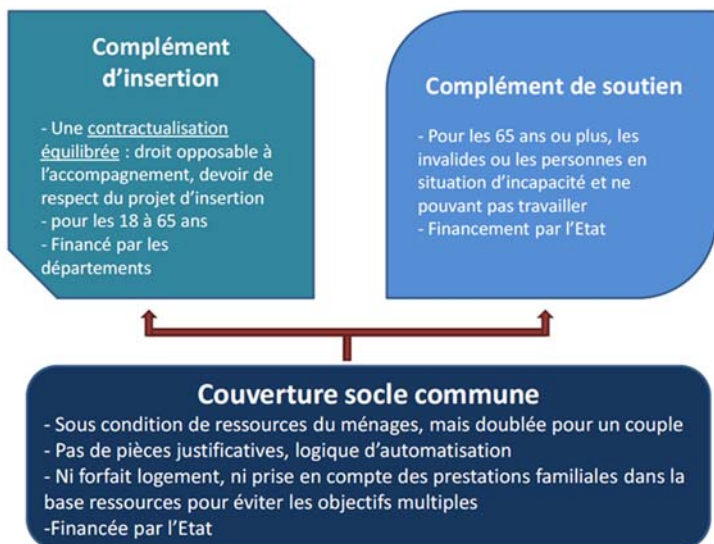 Complément
d'insertion
- Une contractualisation
équilibrée : droit opposable à
l'accompagnement, devoir de
respect du projet d'insertion
- pour les 18 à 65 ans
- Financé par les
départements
Complément de soutien
- Pour les 65 ans ou plus, les
invalides ou les personnes en
situation d'incapacité et ne
pouvant pas travailler
- Financement par l'Etat
Couverture socle commune
- Sous condition de ressources du ménages, mais doublée pour un couple
- Pas de pièces justificatives, logique d'automatisation
- Ni forfait logement, ni prise en compte des prestations familiales dans la
base ressources pour éviter les objectifs multiples
-Financée par l'Etat